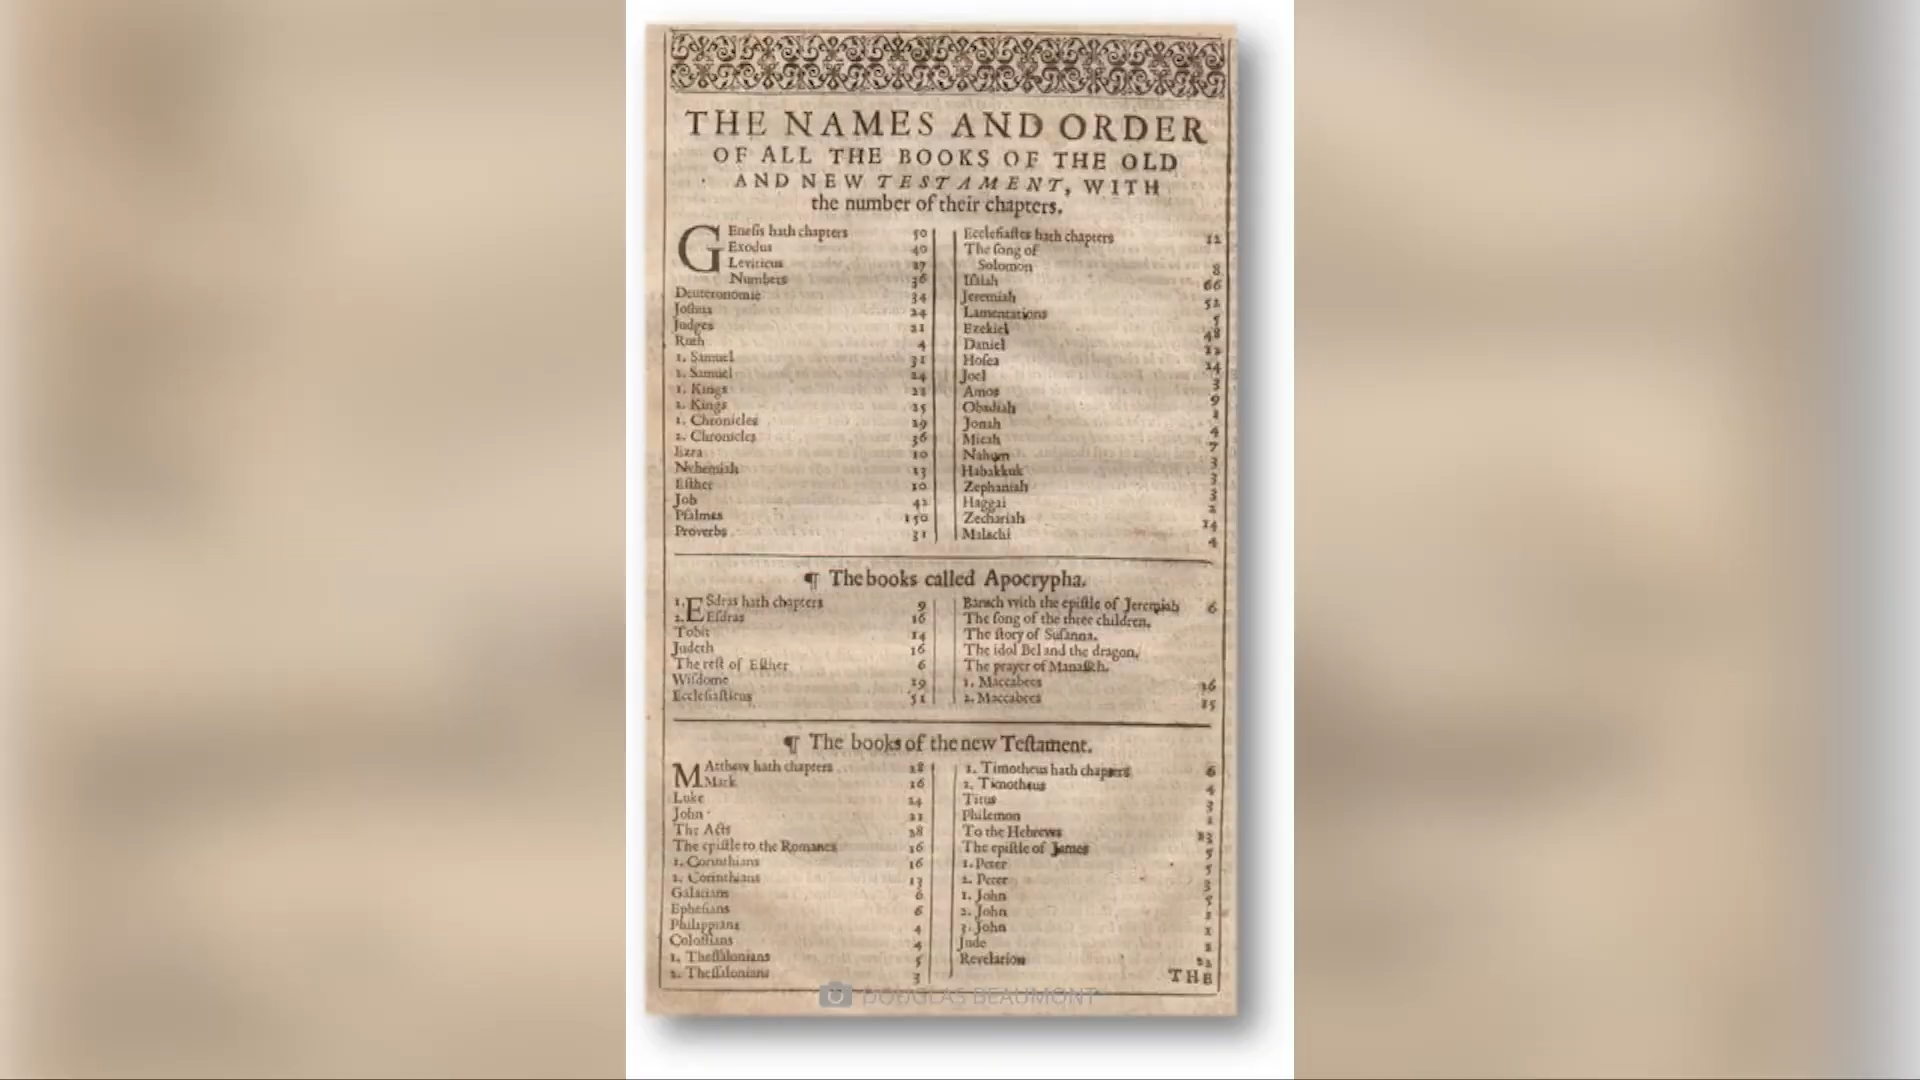 THE NAMES AND ORDER
OF ALL THE BOOKS OF THE OLD
AND NEW TESTAMENT, WITH
the number of their chapters.
GEneſis hath chapters 50
Exodus 40
Leviticus 27
Numbers 36
Deuteronomie 34
Joſhua 24
Judges 21
Ruth 4
1. Samuel 31
2. Samuel 24
1. Kings 22
2. Kings 25
1. Chronicles 29
2. Chronicles 36
Ezra 10
Nehemiah 13
Eſther 10
Job 42
Pſalmes 150
Proverbs 31
Eccleſiaſtes hath chapters 12
The ſong of
Solomon 8
Iſaiah 66
Jeremiah 52
Lamentations 5
Ezekiel 48
Daniel 12
Hoſea 14
Joel 3
Amos 9
Obadiah 1
Jonah 4
Micah 7
Nahum 3
Habakkuk 3
Zephaniah 3
Haggai 2
Zechariah 14
Malachi 4
¶ The books called Apocrypha.
1. ESdras hath chapters 9
2. Eſdras 16
Tobit 14
Judeth 16
The reſt of Eſther 6
Wiſdome 19
Eccleſiaſticus 51
Baruch with the epiſtle of Jeremiah 6
The ſong of the three children.
The ſtory of Suſanna.
The idol Bel and the dragon.
The prayer of Manaſſeh.
1. Maccabees 16
2. Maccabees 15
¶ The books of the new Teſtament.
MAtthew hath chapters 28
Mark 16
Luke 24
John 21
The Acts 28
The epiſtle to the Romanes 16
1. Corinthians 16
2. Corinthians 13
Galatians 6
Epheſians 6
Philippians 4
Coloſſians 4
1. Theſſalonians 5
2. Theſſalonians 3
1. Timotheus hath chapters 6
2. Timotheus 4
Titus 3
Philemon 1
To the Hebrews 13
The epiſtle of James 5
1. Peter 5
2. Peter 3
1. John 5
2. John 1
3. John 1
Jude 1
Revelation 22
THE
DOUGLAS BEAUMONT